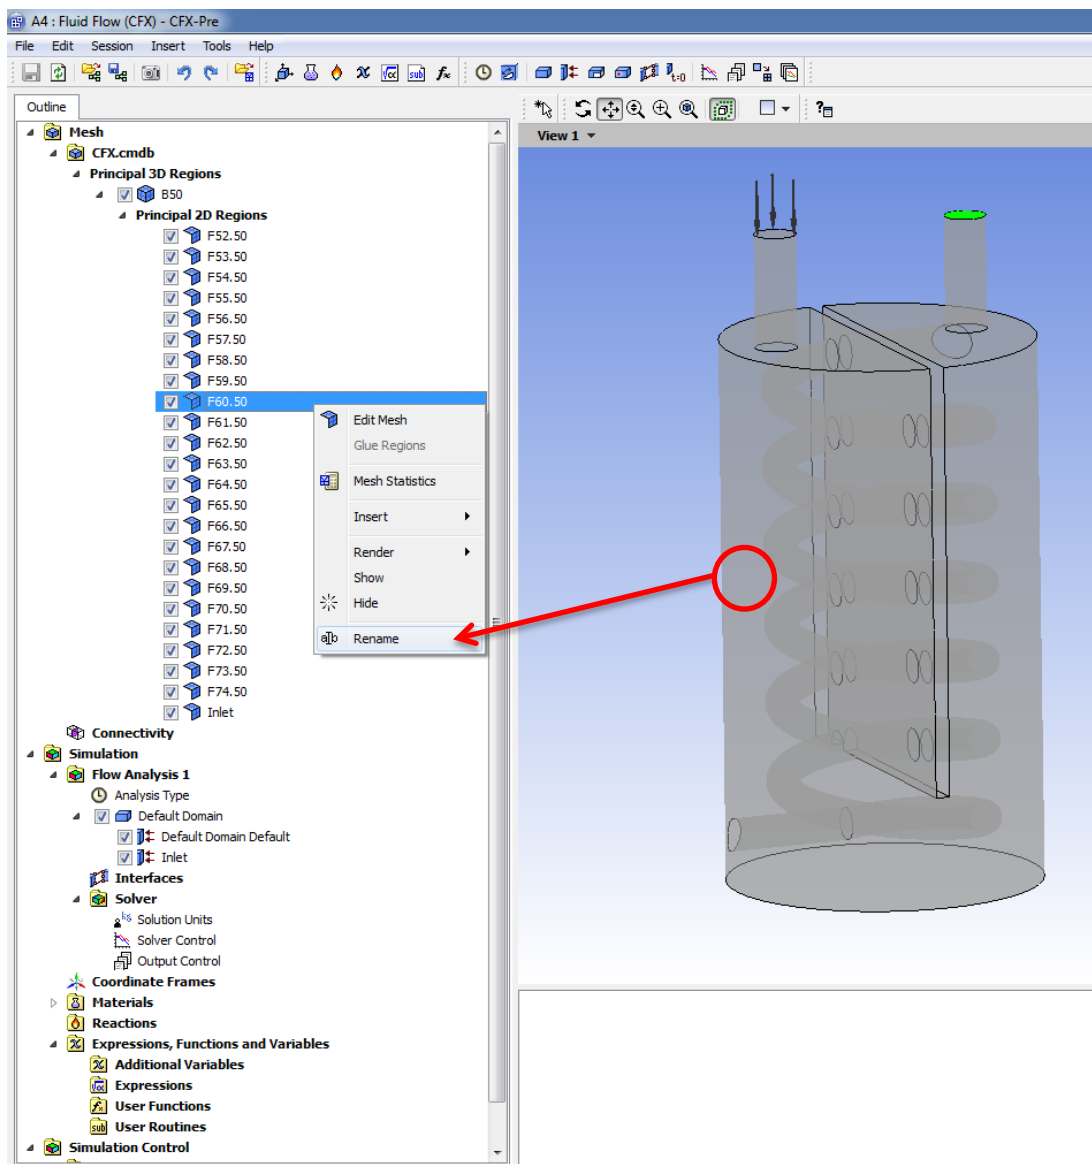 A4 : Fluid Flow (CFX) - CFX-Pre
File Edit Session Insert Tools Help
Outline
View 1
Mesh
CFX.cmdb
Principal 3D Regions
B50
Principal 2D Regions
F52.50
F53.50
F54.50
F55.50
F56.50
F57.50
F58.50
F59.50
F60.50
F61.50
F62.50
F63.50
F64.50
F65.50
F66.50
F67.50
F68.50
F69.50
F70.50
F71.50
F72.50
F73.50
F74.50
Inlet
Edit Mesh
Glue Regions
Mesh Statistics
Insert
Render
Show
Hide
Rename
Connectivity
Simulation
Flow Analysis 1
Analysis Type
Default Domain
Default Domain Default
Inlet
Interfaces
Solver
Solution Units
Solver Control
Output Control
Coordinate Frames
Materials
Reactions
Expressions, Functions and Variables
Additional Variables
Expressions
User Functions
User Routines
Simulation Control